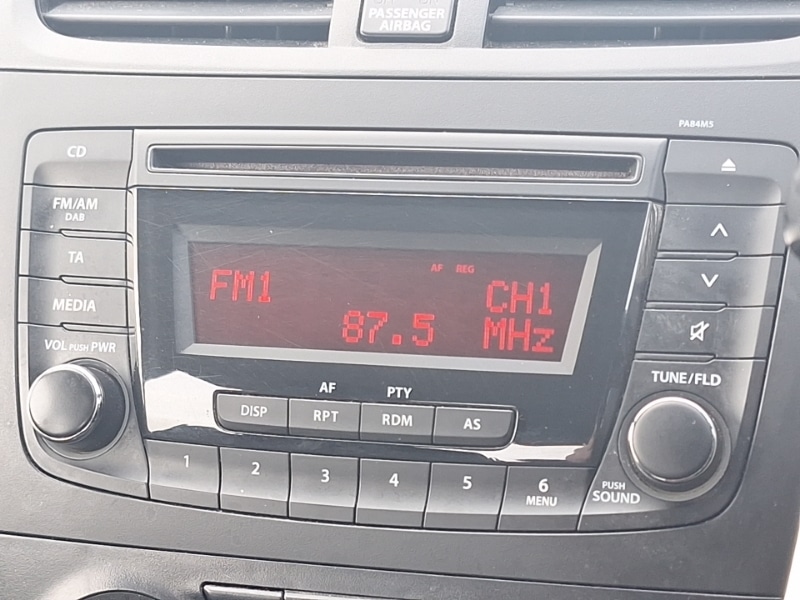 PASSENGER
AIRBAG
PA84M5
CD
FM/AM
DAB
TA
MEDIA
VOL PUSH PWR
AF REG
FM1 CH1
87.5 MHz
TUNE/FLD
AF PTY
DISP RPT RDM AS
1 2 3 4 5 6
MENU
PUSH
SOUND